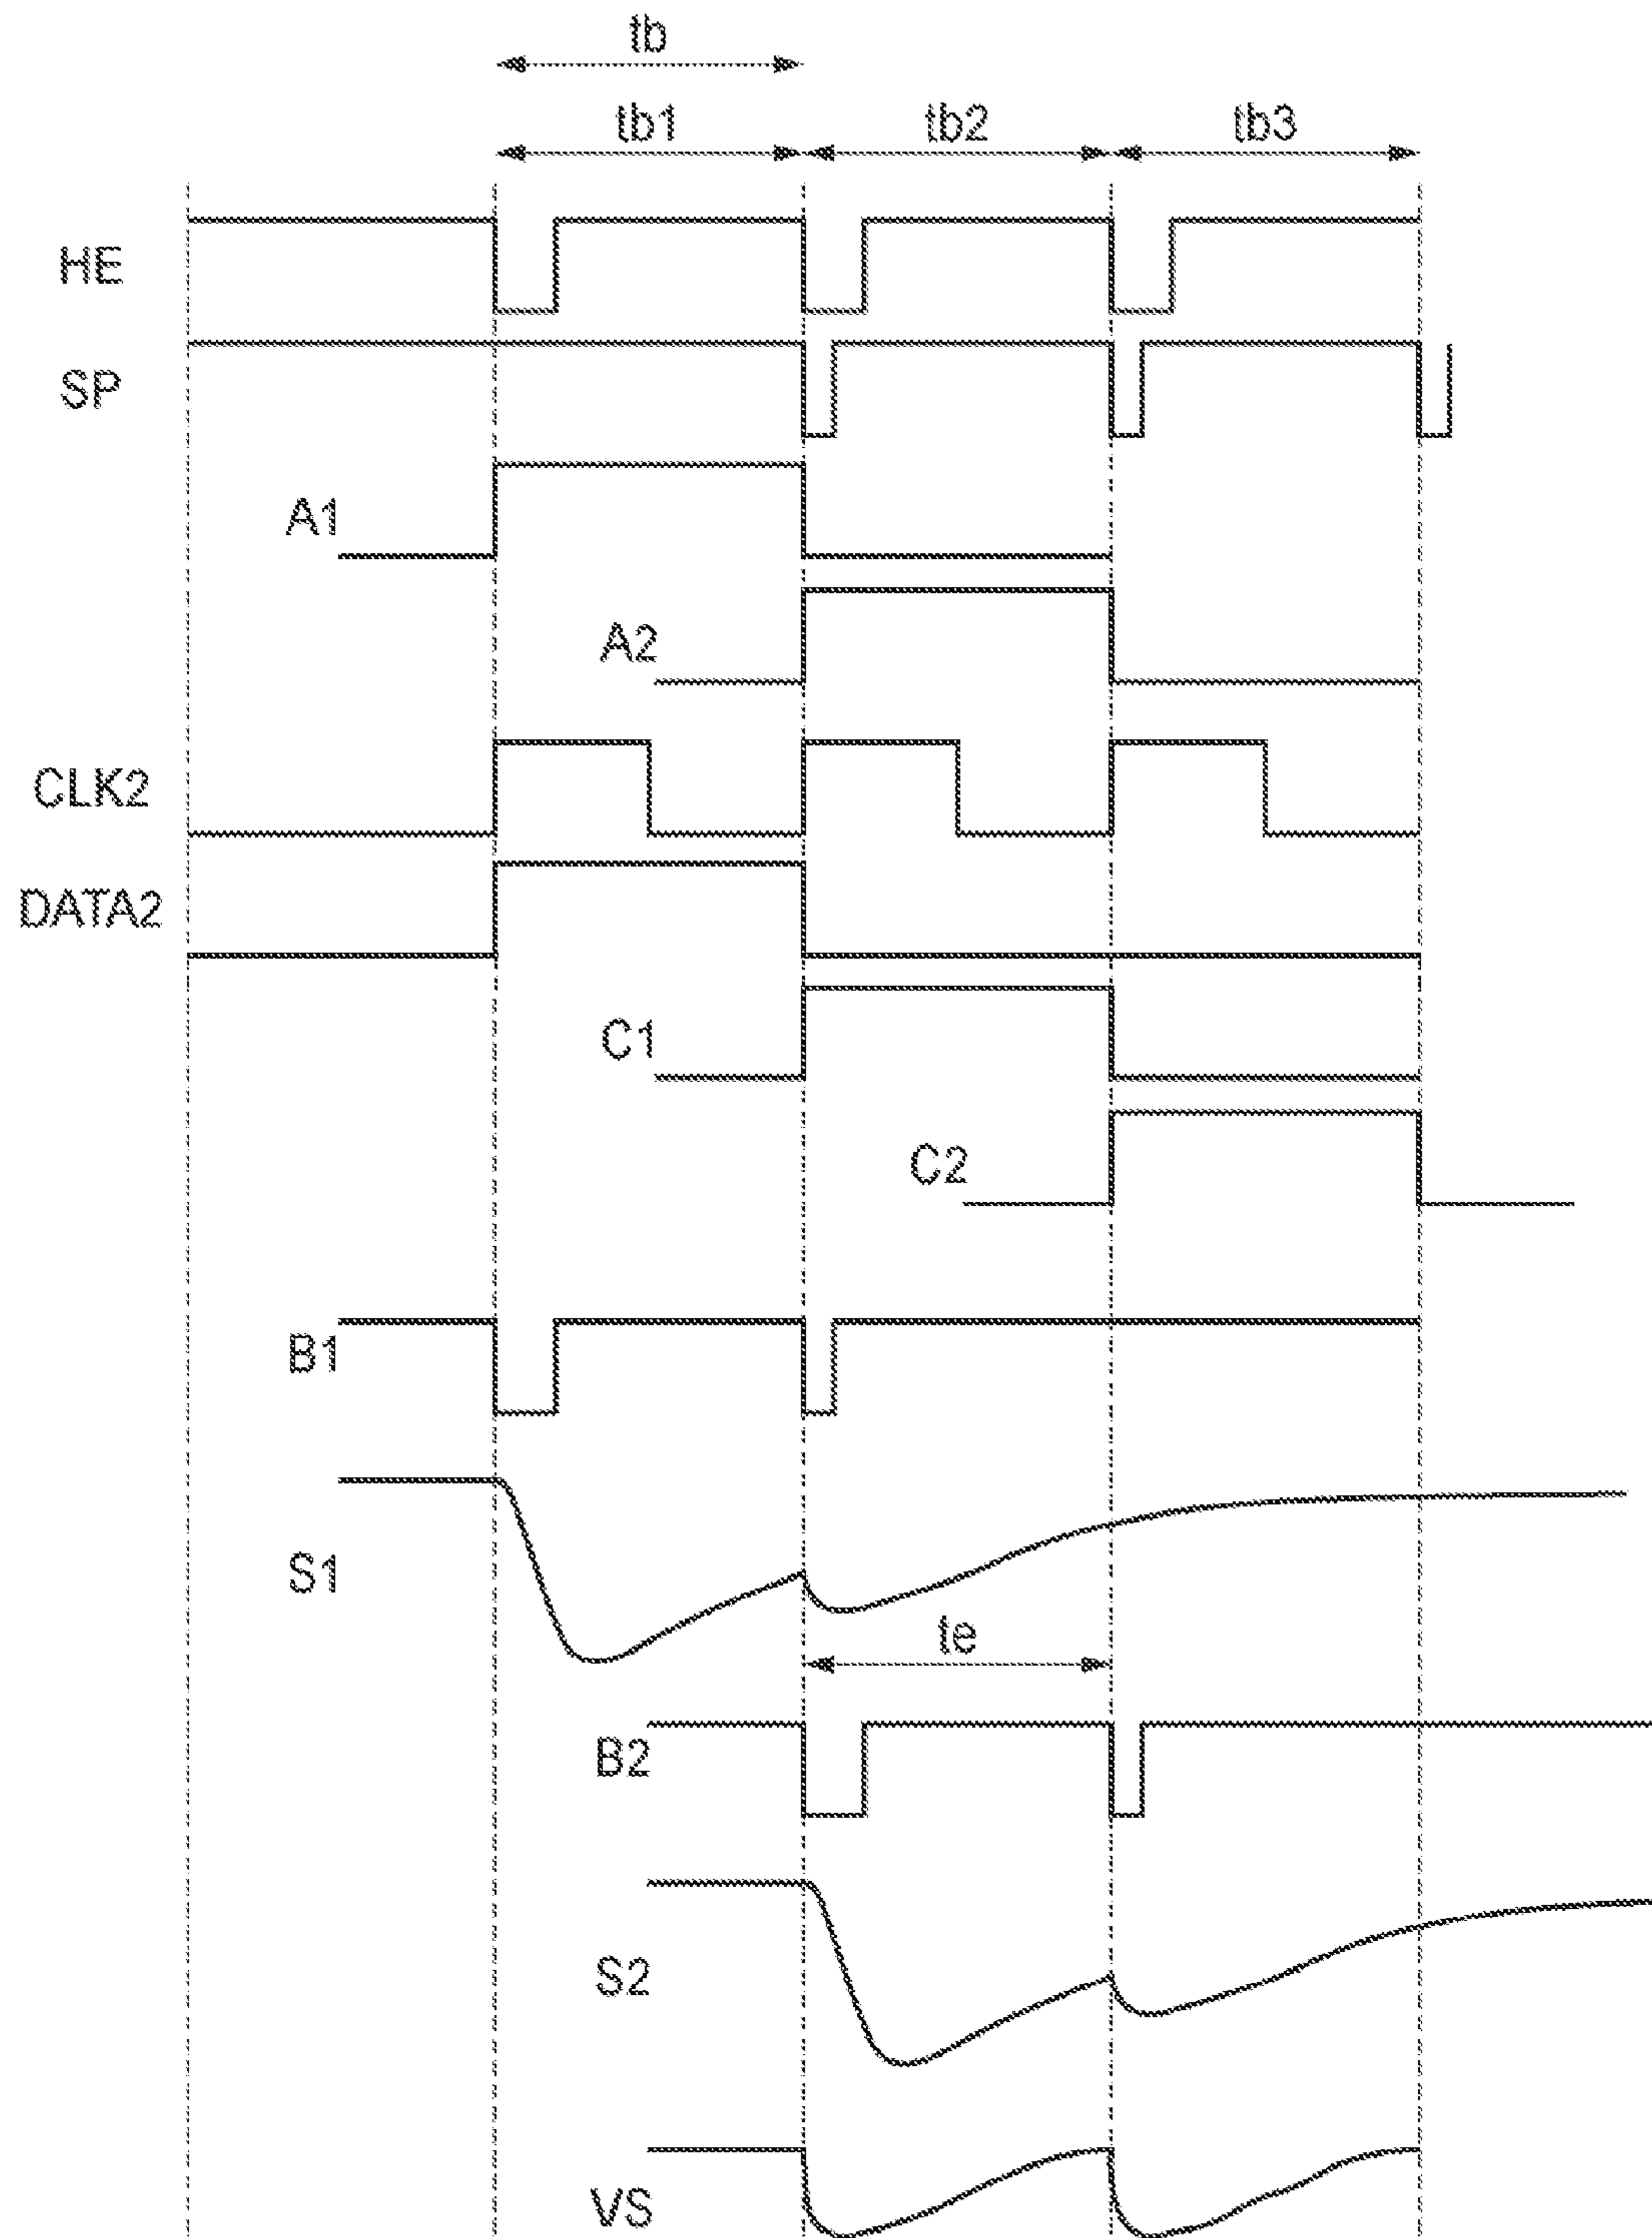 tb
tb1 tb2 tb3
HE
SP
A1
A2
CLK2
DATA2
C1
C2
B1
S1
te
B2
S2
VS